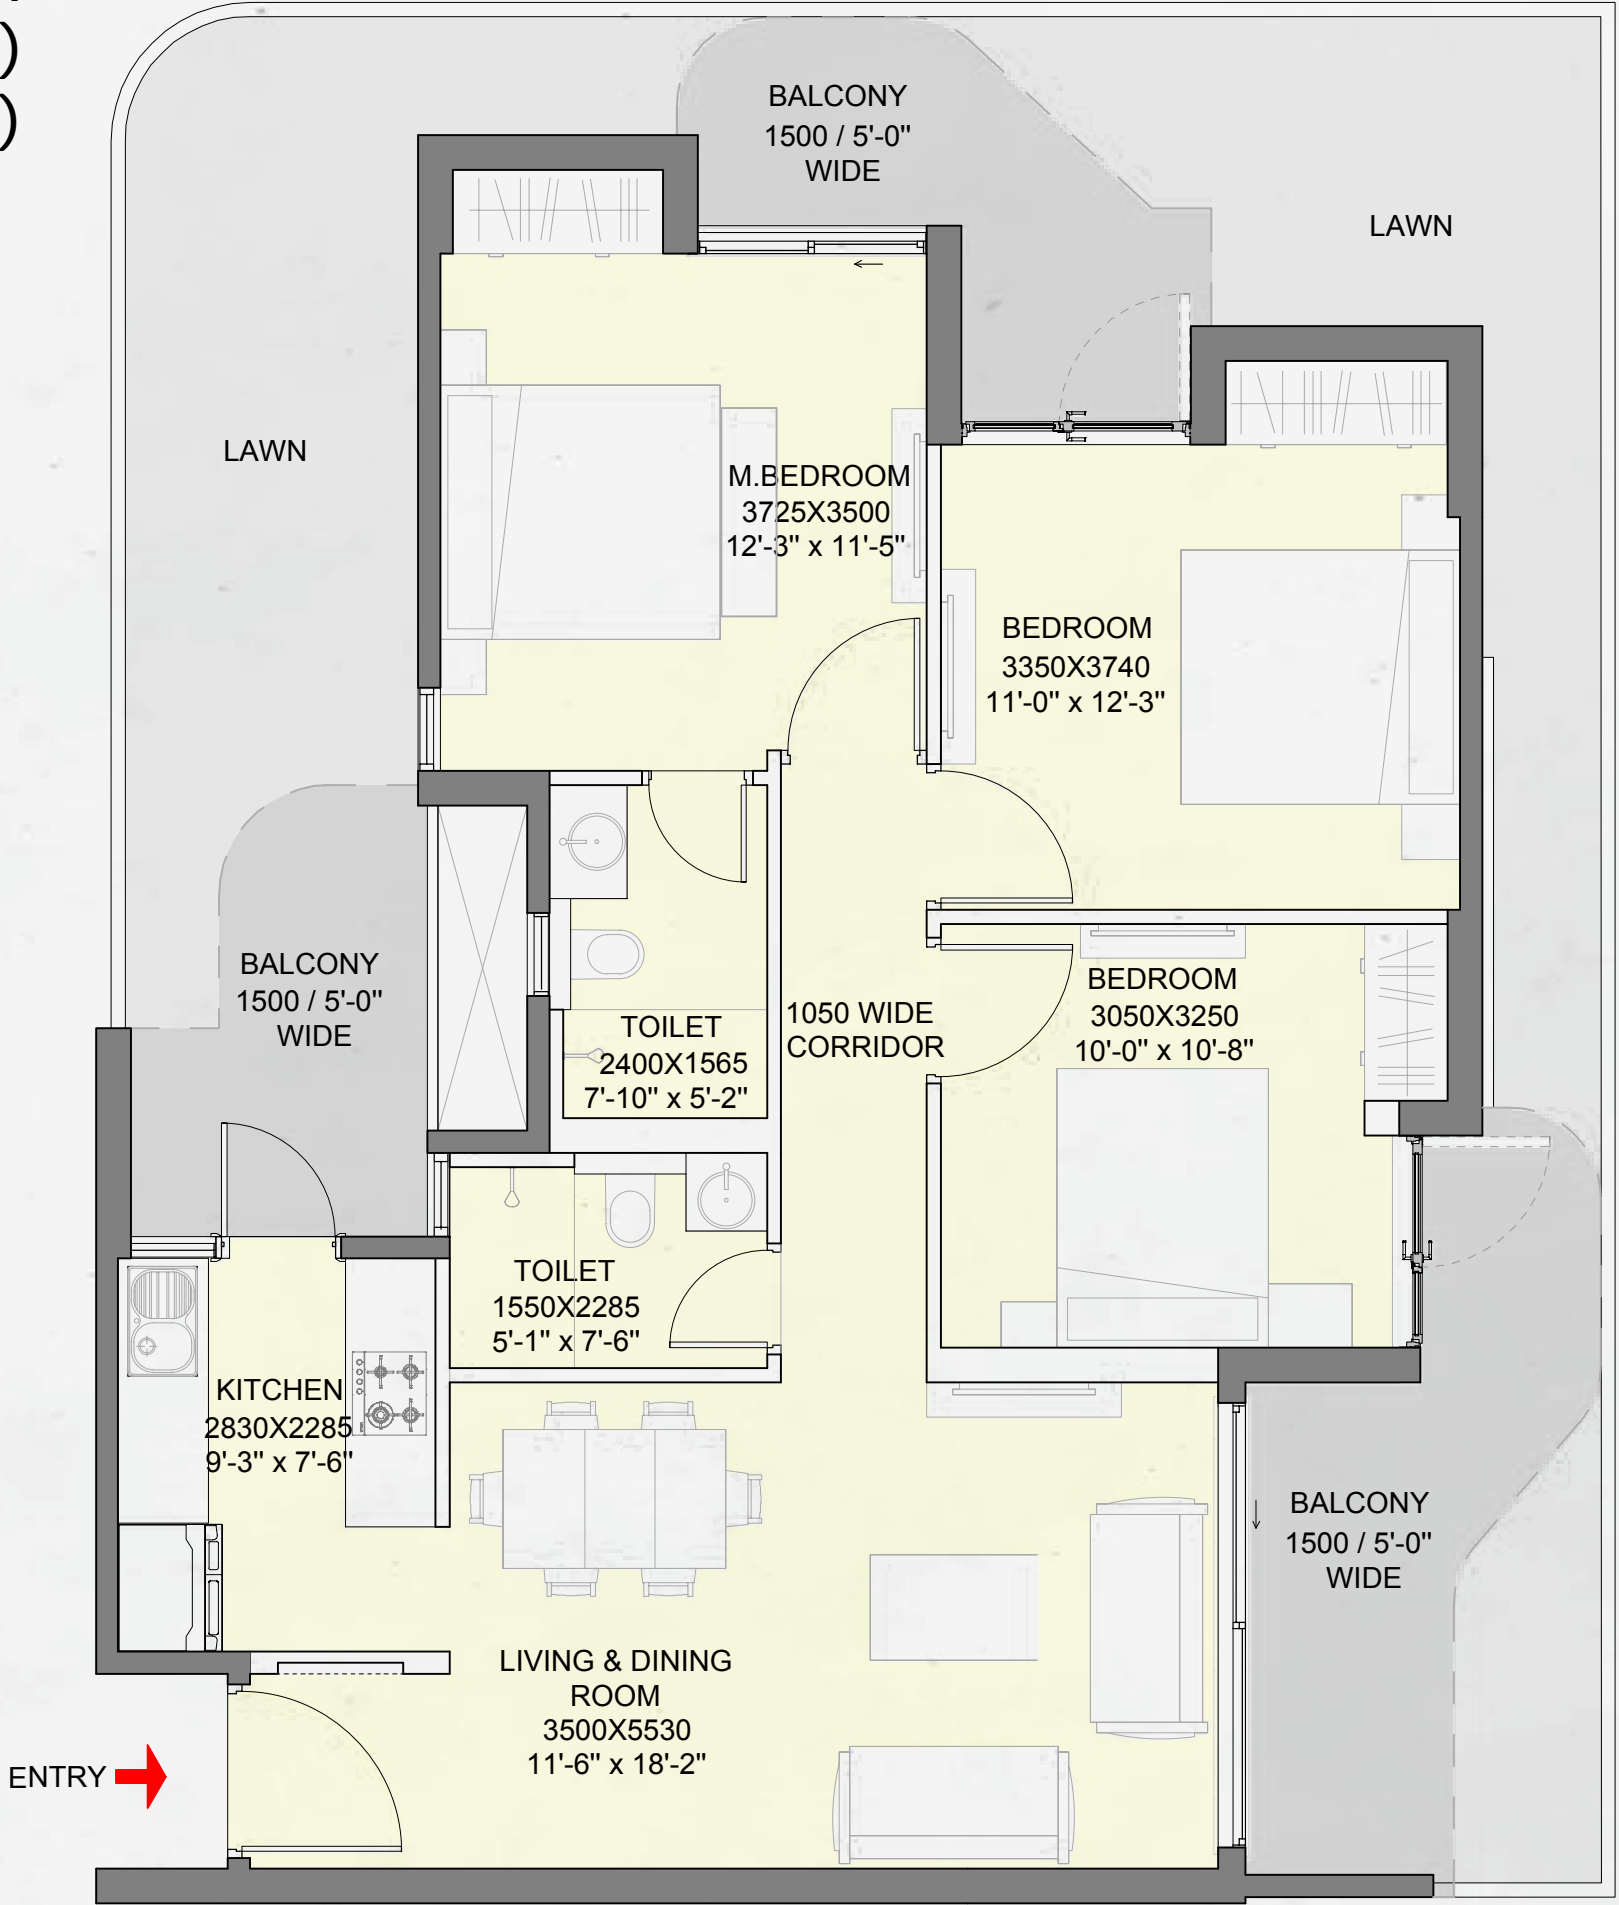 )
)
BALCONY
1500 / 5'-0"
WIDE
LAWN
LAWN
M.BEDROOM
3725X3500
12'-3" x 11'-5"
BEDROOM
3350X3740
11'-0" x 12'-3"
BALCONY
1500 / 5'-0"
WIDE
TOILET
2400X1565
7'-10" x 5'-2"
1050 WIDE
CORRIDOR
BEDROOM
3050X3250
10'-0" x 10'-8"
TOILET
1550X2285
5'-1" x 7'-6"
KITCHEN
2830X2285
9'-3" x 7'-6"
BALCONY
1500 / 5'-0"
WIDE
LIVING & DINING
ROOM
3500X5530
11'-6" x 18'-2"
ENTRY